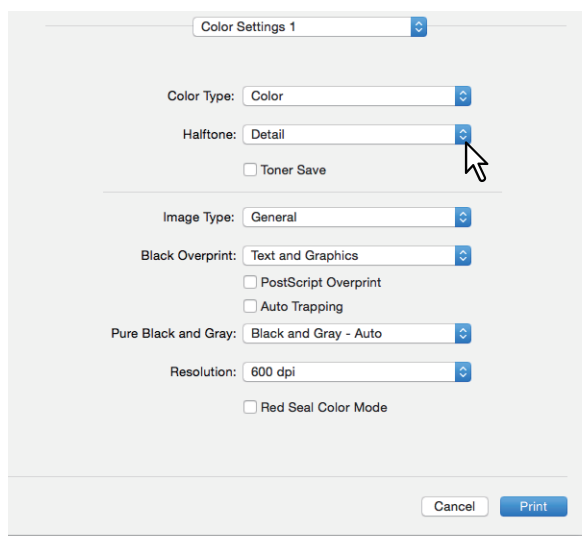 Color Settings 1
Color Type: Color
Halftone: Detail
Toner Save
Image Type: General
Black Overprint: Text and Graphics
PostScript Overprint
Auto Trapping
Pure Black and Gray: Black and Gray - Auto
Resolution: 600 dpi
Red Seal Color Mode
Cancel Print